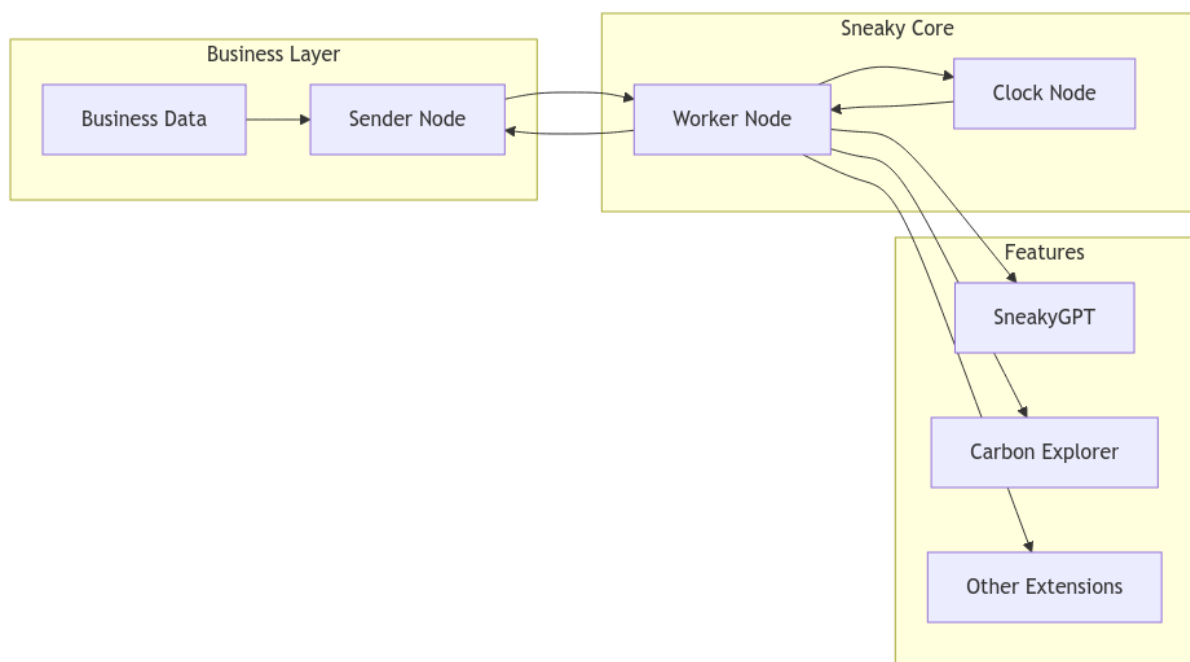 Business Layer
Business Data
Sender Node
Sneaky Core
Worker Node
Clock Node
Features
SneakyGPT
Carbon Explorer
Other Extensions